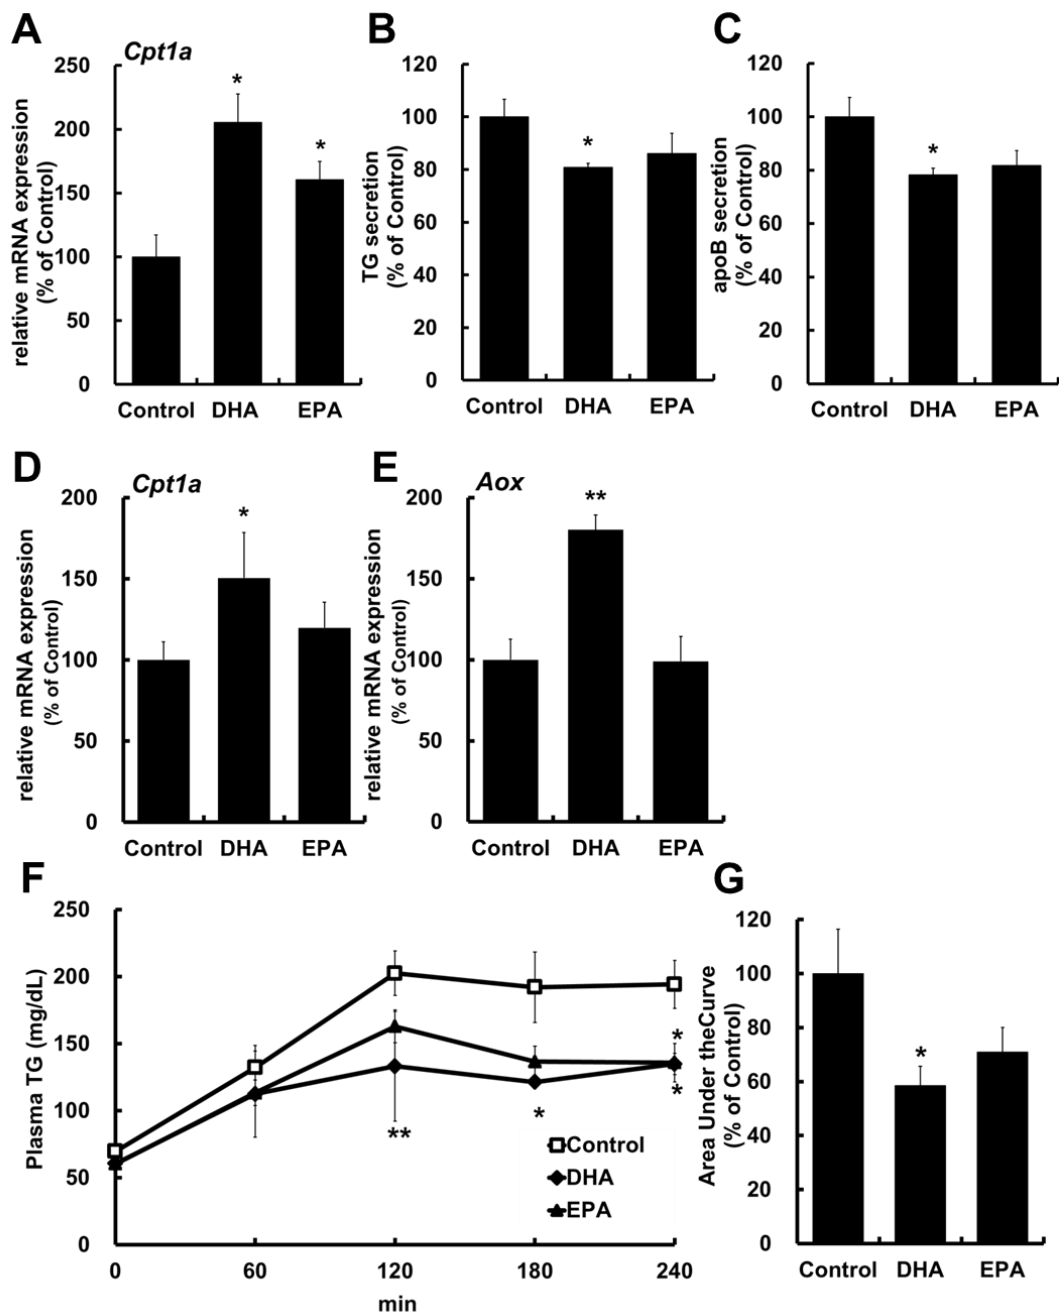 A
Cpt1a
relative mRNA expression
(% of Control)
250
200
150
100
50
0
*
*
Control DHA EPA
B
TG secretion
(% of Control)
120
100
80
60
40
20
0
*
Control DHA EPA
C
apoB secretion
(% of Control)
120
100
80
60
40
20
0
*
Control DHA EPA
D
Cpt1a
relative mRNA expression
(% of Control)
200
150
100
50
0
*
Control DHA EPA
E
Aox
relative mRNA expression
(% of Control)
200
150
100
50
0
**
Control DHA EPA
F
Plasma TG (mg/dL)
250
200
150
100
50
0
**
*
*
*
Control
DHA
EPA
0 60 120 180 240
min
G
Area Under theCurve
(% of Control)
120
100
80
60
40
20
0
*
Control DHA EPA